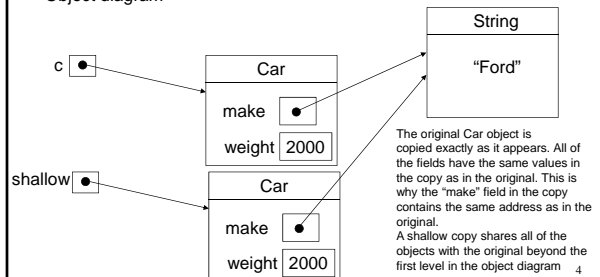 Object diagram
String
c
Car
“Ford”
make
weight 2000
shallow
Car
make
weight 2000
The original Car object is
copied exactly as it appears. All of
the fields have the same values in
the copy as in the original. This is
why the “make” field in the copy
contains the same address as in the
original.
A shallow copy shares all of the
objects with the original beyond the
first level in the object diagram
4